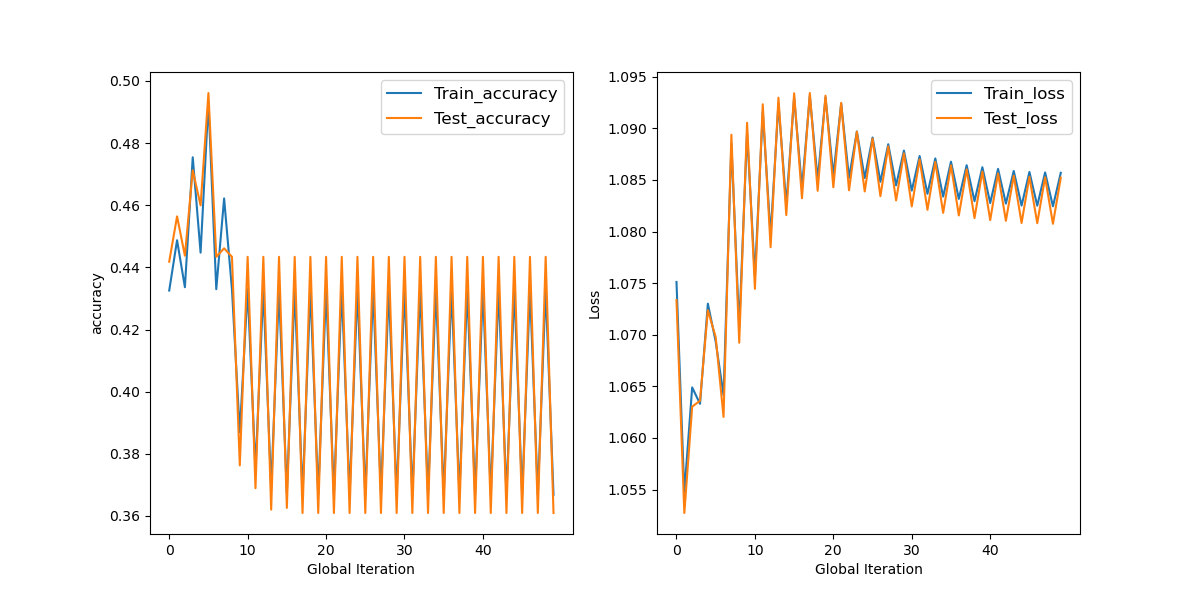 Train_accuracy
Test_accuracy
0.50
0.48
0.46
0.44
0.42
0.40
0.38
0.36
accuracy
0 10 20 30 40
Global Iteration
Train_loss
Test_loss
1.095
1.090
1.085
1.080
1.075
1.070
1.065
1.060
1.055
Loss
0 10 20 30 40
Global Iteration